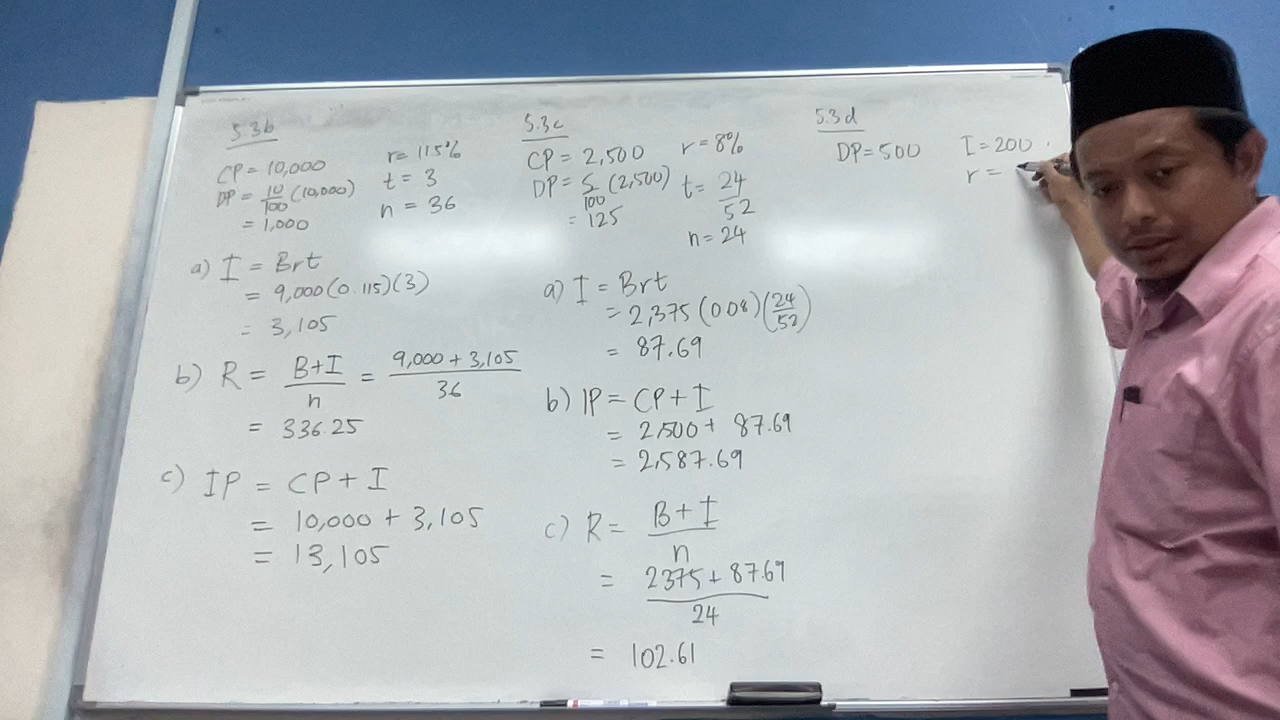 5.3b
CP = 10,000
r = 11.5%
DP = 10/100 (10,000)
t = 3
= 1,000
n = 36
a) I = Brt
= 9,000 (0.115)(3)
= 3,105
b) R = B+I/n = 9,000 + 3,105/36
= 336.25
c) IP = CP + I
= 10,000 + 3,105
= 13,105
5.3c
CP = 2,500
r = 8%
DP = 5/100 (2,500)
t = 24/52
= 125
n = 24
a) I = Brt
= 2,375 (0.08)(24/52)
= 87.69
b) IP = CP + I
= 2,500 + 87.69
= 2,587.69
c) R = B + I/n
= 2375 + 87.69/24
= 102.61
5.3d
DP = 500
I = 200
r =